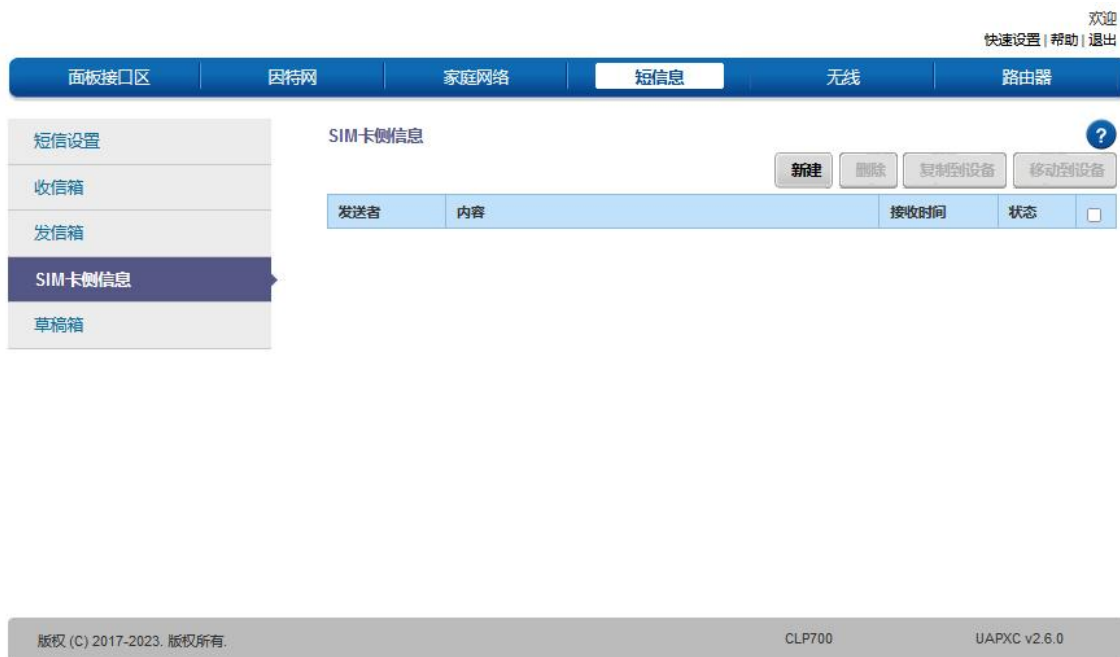 欢迎
快速设置 | 帮助 | 退出
面板接口区 因特网 家庭网络 短信息 无线 路由器
短信设置
收信箱
发信箱
SIM卡侧信息
草稿箱
SIM卡侧信息
?
新建 删除 复制到设备 移动到设备
发送者 内容 接收时间 状态
版权 (C) 2017-2023. 版权所有. CLP700 UAPXC v2.6.0